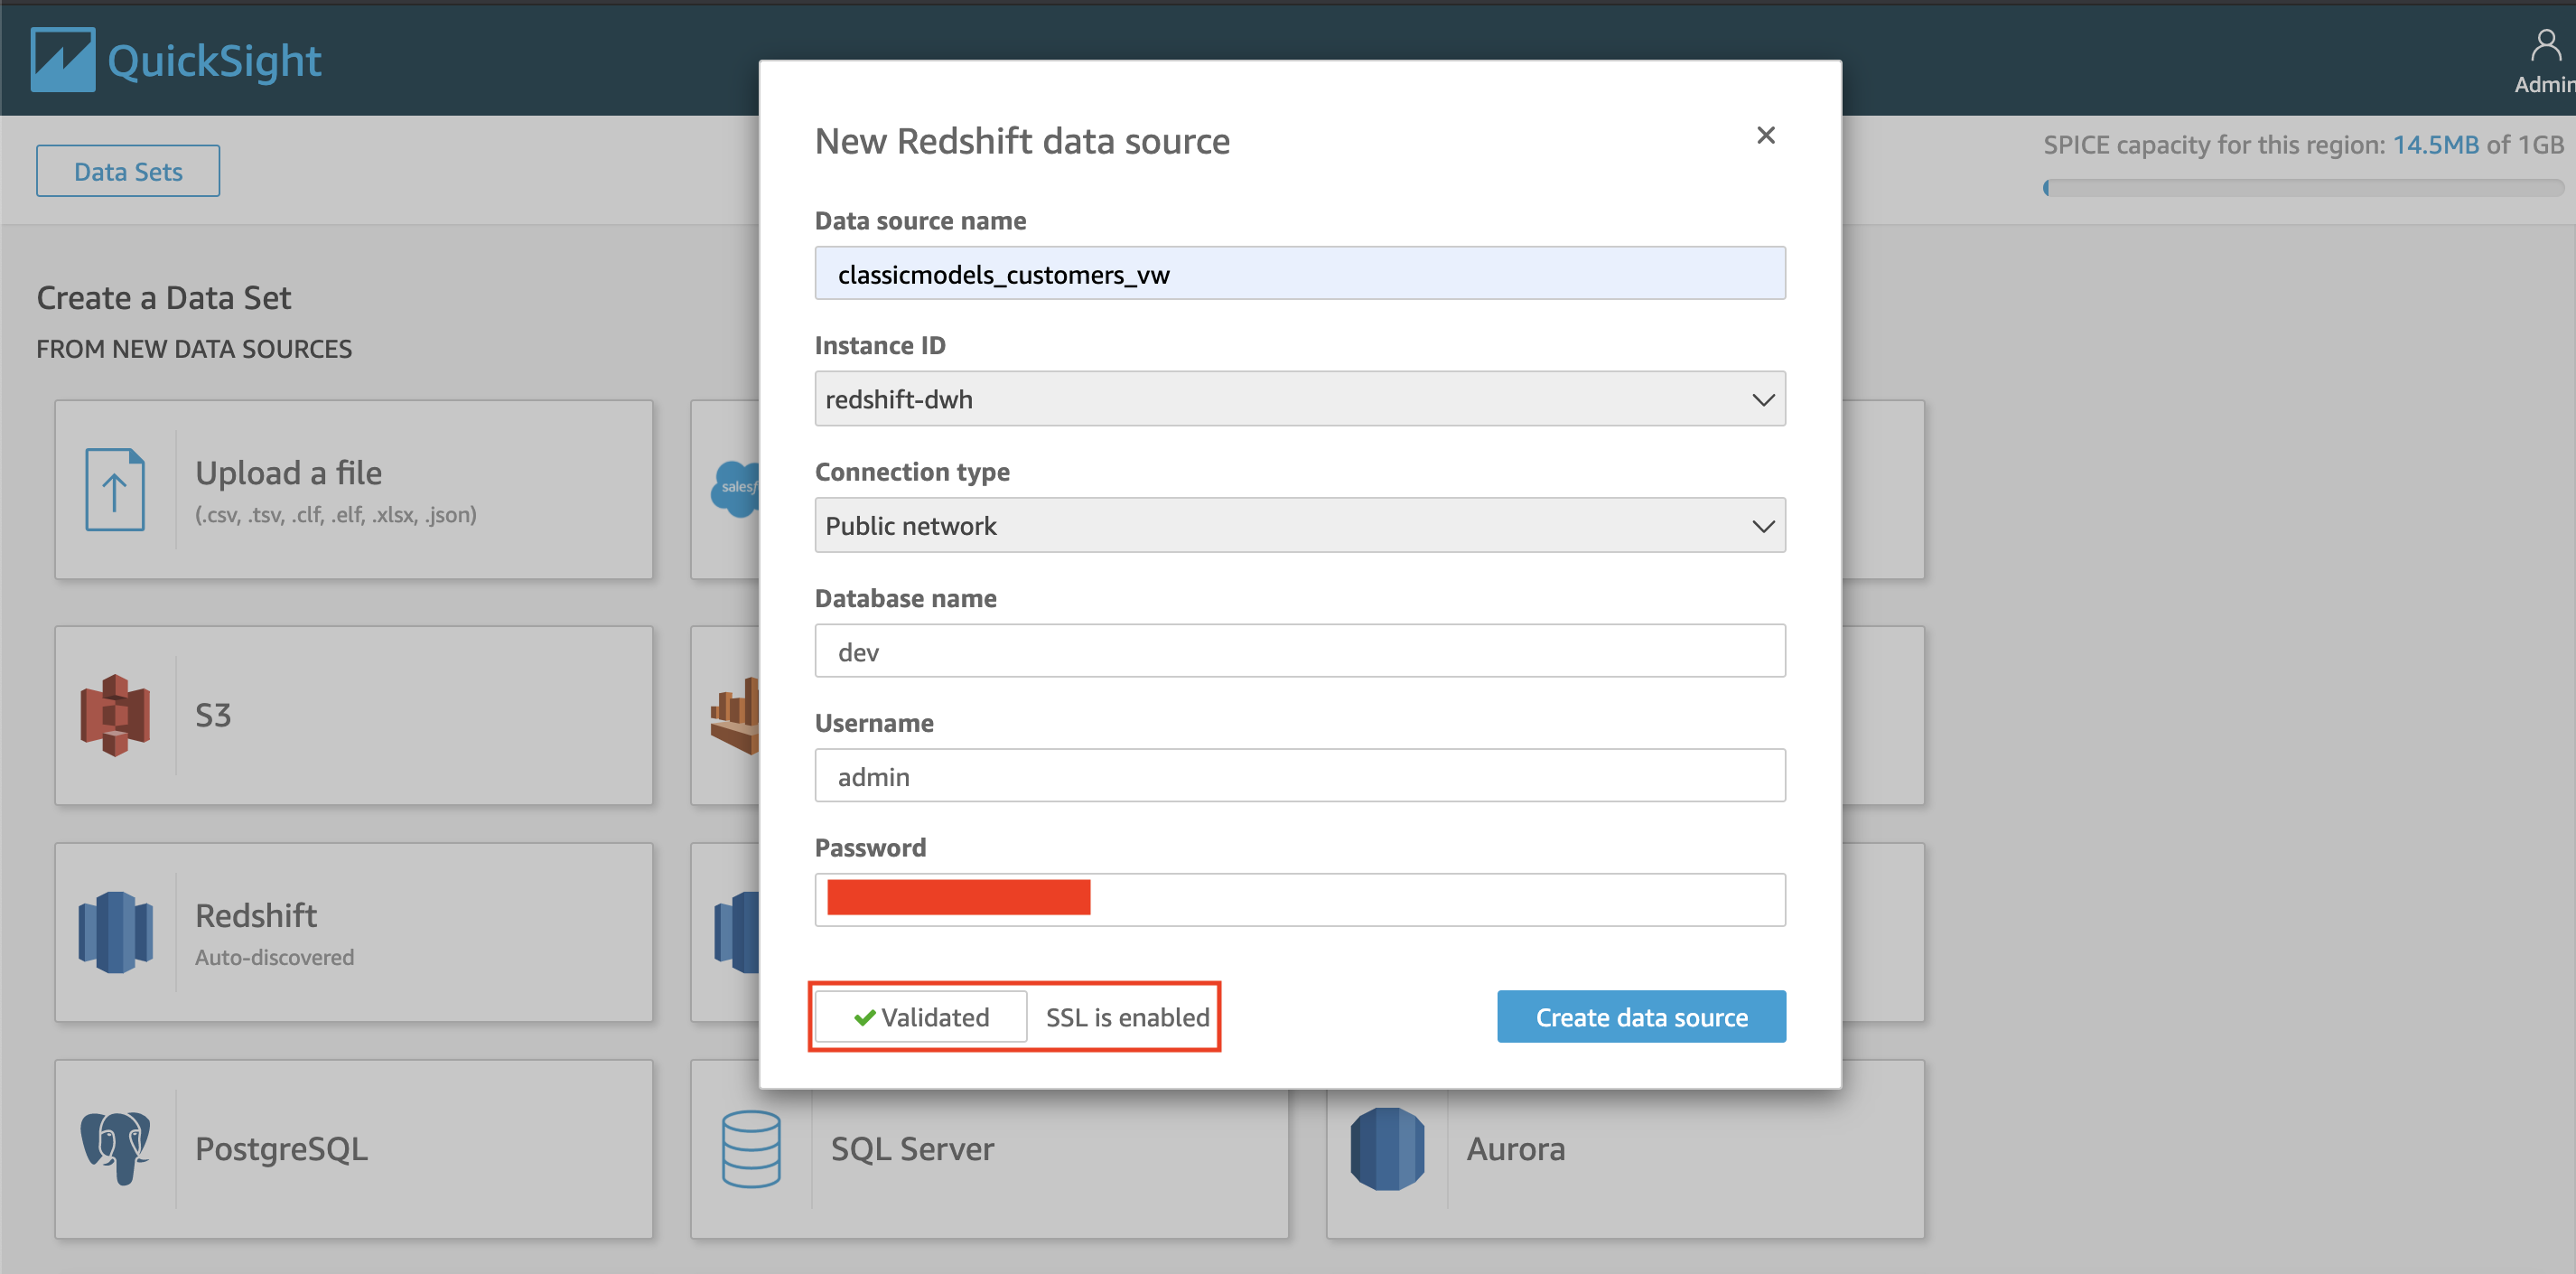 QuickSight
Admin
Data Sets
SPICE capacity for this region: 14.5MB of 1GB
Create a Data Set
FROM NEW DATA SOURCES
Upload a file
(.csv, .tsv, .clf, .elf, .xlsx, .json)
salesf
S3
Redshift
Auto-discovered
PostgreSQL
SQL Server
Aurora
New Redshift data source
Data source name
classicmodels_customers_vw
Instance ID
redshift-dwh
Connection type
Public network
Database name
dev
Username
admin
Password
Validated
SSL is enabled
Create data source